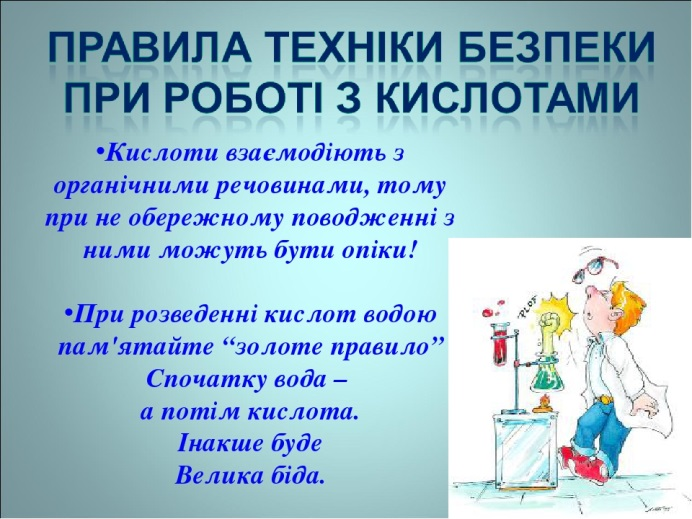 ПРАВИЛА ТЕХНІКИ БЕЗПЕКИ
ПРИ РОБОТІ З КИСЛОТАМИ
•Кислоти взаємодіють з
органічними речовинами, тому
при не обережному поводженні з
ними можуть бути опіки!
•При розведенні кислот водою
пам'ятайте “золоте правило”
Спочатку вода –
а потім кислота.
Інакше буде
Велика біда.
PLOF